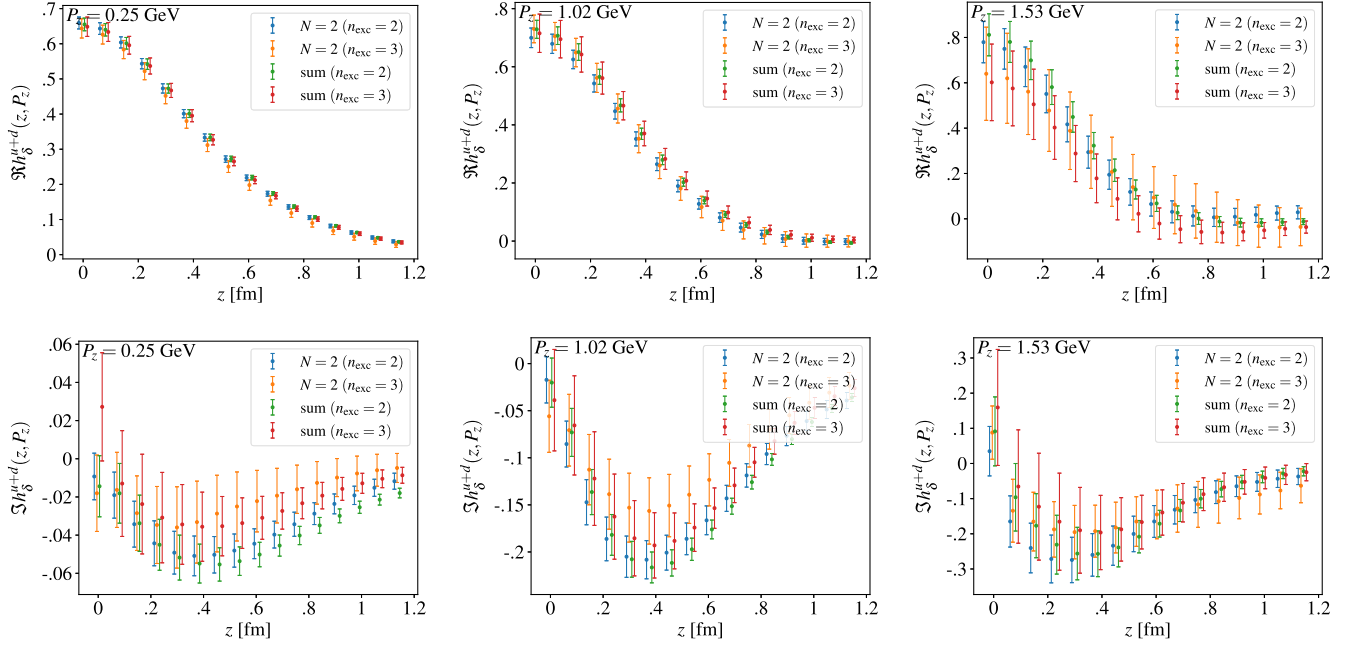 P_z = 0.25 GeV
N = 2 (n_exc = 2)
N = 2 (n_exc = 3)
sum (n_exc = 2)
sum (n_exc = 3)
ℜh_δ^{u+d}(z, P_z)
.7
.6
.5
.4
.3
.2
.1
0
0 .2 .4 .6 .8 1 1.2
z [fm]
P_z = 1.02 GeV
N = 2 (n_exc = 2)
N = 2 (n_exc = 3)
sum (n_exc = 2)
sum (n_exc = 3)
ℜh_δ^{u+d}(z, P_z)
.8
.6
.4
.2
0
0 .2 .4 .6 .8 1 1.2
z [fm]
P_z = 1.53 GeV
N = 2 (n_exc = 2)
N = 2 (n_exc = 3)
sum (n_exc = 2)
sum (n_exc = 3)
ℜh_δ^{u+d}(z, P_z)
.8
.6
.4
.2
0
0 .2 .4 .6 .8 1 1.2
z [fm]
P_z = 0.25 GeV
N = 2 (n_exc = 2)
N = 2 (n_exc = 3)
sum (n_exc = 2)
sum (n_exc = 3)
ℑh_δ^{u+d}(z, P_z)
.06
.04
.02
0
-.02
-.04
-.06
0 .2 .4 .6 .8 1 1.2
z [fm]
P_z = 1.02 GeV
N = 2 (n_exc = 2)
N = 2 (n_exc = 3)
sum (n_exc = 2)
sum (n_exc = 3)
ℑh_δ^{u+d}(z, P_z)
0
-.05
-.1
-.15
-.2
0 .2 .4 .6 .8 1 1.2
z [fm]
P_z = 1.53 GeV
N = 2 (n_exc = 2)
N = 2 (n_exc = 3)
sum (n_exc = 2)
sum (n_exc = 3)
ℑh_δ^{u+d}(z, P_z)
.3
.2
.1
0
-.1
-.2
-.3
0 .2 .4 .6 .8 1 1.2
z [fm]